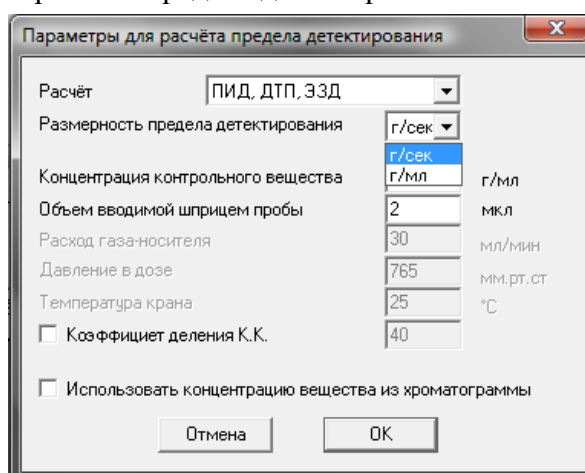 Параметры для расчёта предела детектирования
Расчёт ПИД, ДТП, ЭЗД
Размерность предела детектирования г/сек
г/сек
Концентрация контрольного вещества г/мл г/мл
Объем вводимой шприцем пробы 2 мкл
Расход газа-носителя 30 мл/мин
Давление в дозе 765 мм.рт.ст
Температура крана 25 °C
Коэффициет деления К.К. 40
Использовать концентрацию вещества из хроматограммы
Отмена OK